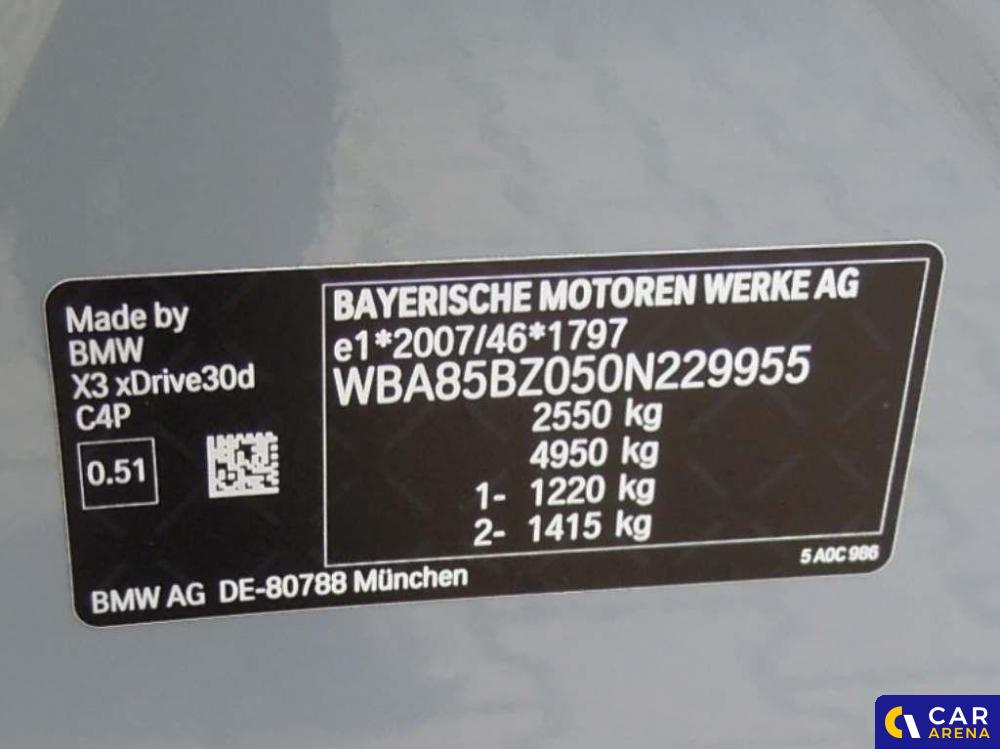 Made by
BMW
X3 xDrive30d
C4P
0.51
BAYERISCHE MOTOREN WERKE AG
e1*2007/46*1797
WBA85BZ050N229955
2550 kg
4950 kg
1- 1220 kg
2- 1415 kg
5 A0C 986
BMW AG DE-80788 München
CAR
ARENA